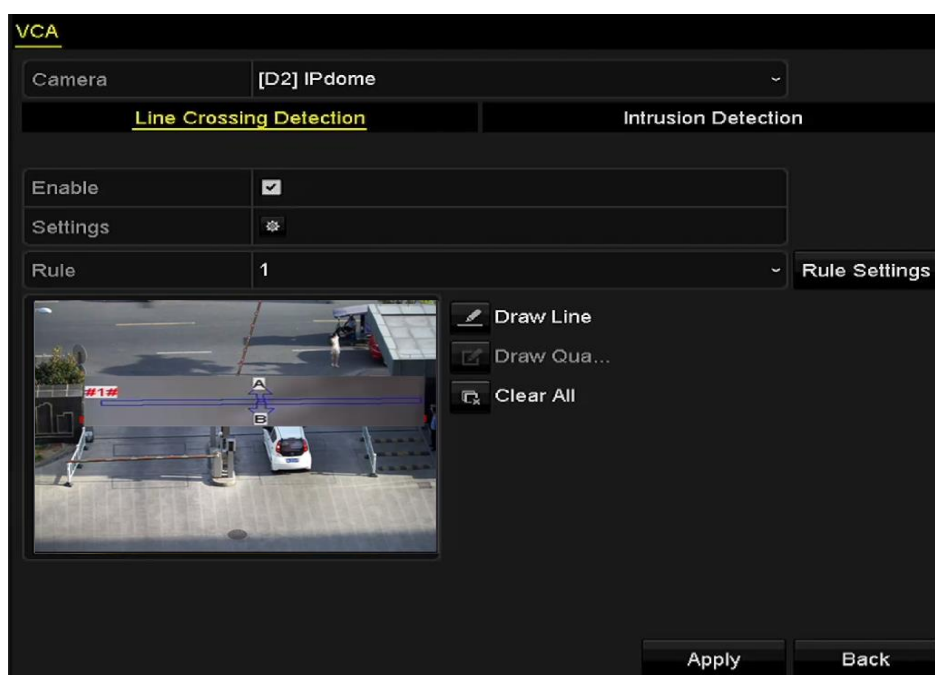 VCA
Camera [D2] IPdome
Line Crossing Detection Intrusion Detection
Enable
Settings
Rule 1 Rule Settings
Draw Line
Draw Qua...
Clear All
#1#
A
B
Apply Back